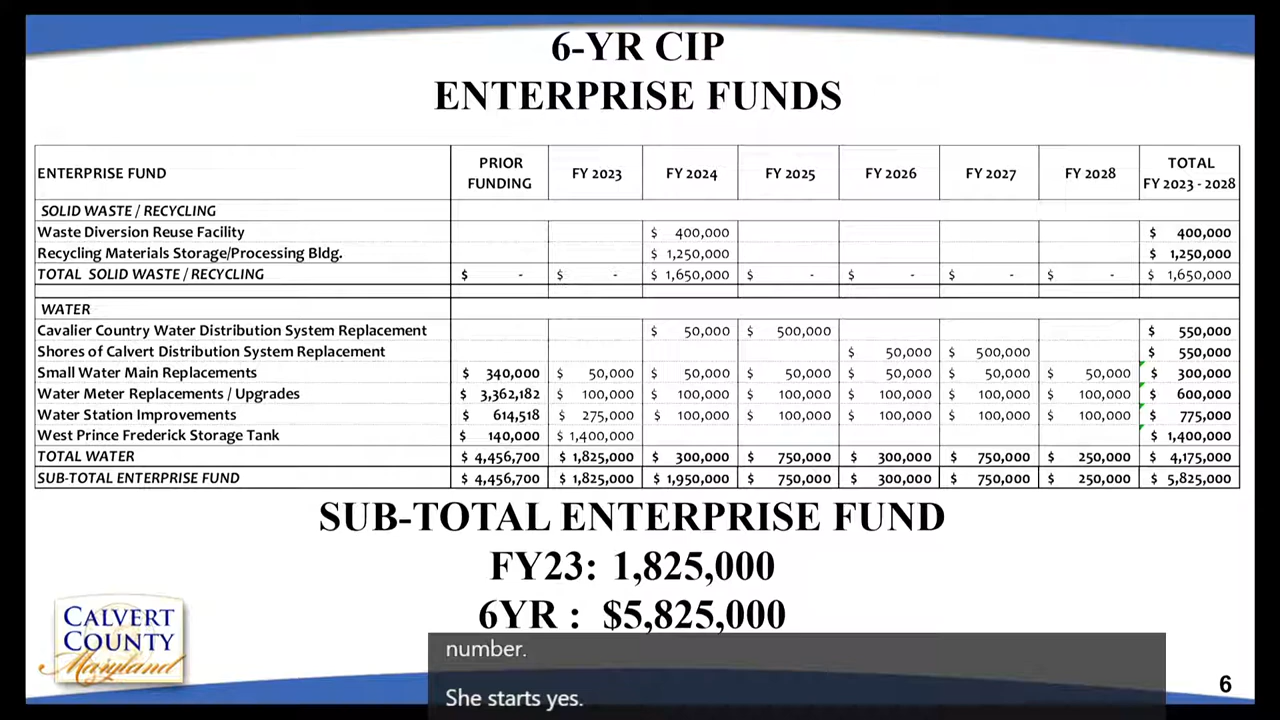 6-YR CIP
ENTERPRISE FUNDS
ENTERPRISE FUND PRIOR FUNDING FY 2023 FY 2024 FY 2025 FY 2026 FY 2027 FY 2028 TOTAL FY 2023 - 2028
SOLID WASTE / RECYCLING
Waste Diversion Reuse Facility $ 400,000 $ 400,000
Recycling Materials Storage/Processing Bldg. $ 1,250,000 $ 1,250,000
TOTAL SOLID WASTE / RECYCLING $ - $ - $ 1,650,000 $ - $ - $ - $ - $ 1,650,000
WATER
Cavalier Country Water Distribution System Replacement $ 50,000 $ 500,000 $ 550,000
Shores of Calvert Distribution System Replacement $ 50,000 $ 500,000 $ 550,000
Small Water Main Replacements $ 340,000 $ 50,000 $ 50,000 $ 50,000 $ 50,000 $ 50,000 $ 50,000 $ 300,000
Water Meter Replacements / Upgrades $ 3,362,182 $ 100,000 $ 100,000 $ 100,000 $ 100,000 $ 100,000 $ 100,000 $ 600,000
Water Station Improvements $ 614,518 $ 275,000 $ 100,000 $ 100,000 $ 100,000 $ 100,000 $ 100,000 $ 775,000
West Prince Frederick Storage Tank $ 140,000 $ 1,400,000 $ 1,400,000
TOTAL WATER $ 4,456,700 $ 1,825,000 $ 300,000 $ 750,000 $ 300,000 $ 750,000 $ 250,000 $ 4,175,000
SUB-TOTAL ENTERPRISE FUND $ 4,456,700 $ 1,825,000 $ 1,950,000 $ 750,000 $ 300,000 $ 750,000 $ 250,000 $ 5,825,000
SUB-TOTAL ENTERPRISE FUND
FY23: 1,825,000
6YR : $5,825,000
CALVERT
COUNTY
Maryland
number.
She starts yes.
6